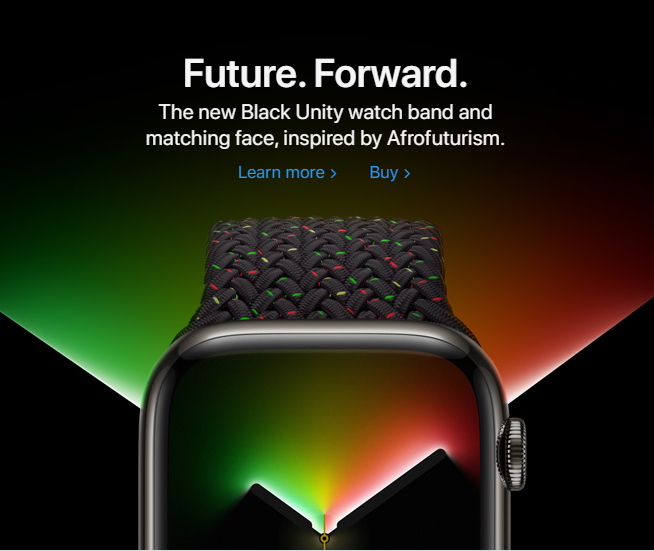 Future. Forward.
The new Black Unity watch band and
matching face, inspired by Afrofuturism.
Learn more > Buy >